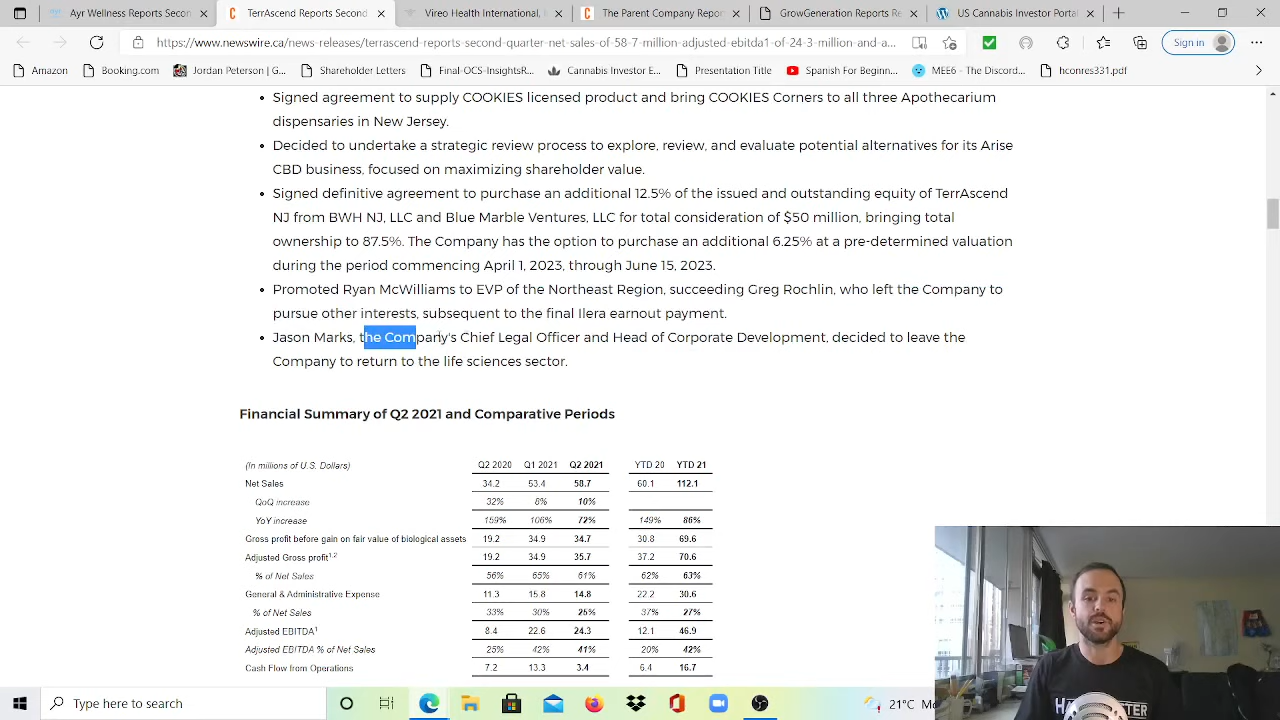 Ayr Wellness Reports Secon
TerrAscend Reports Second
Vireo Health International,
The Parent Company Repor
GrowGeneration Reports Re
US Cannabis Investor Portal
https://www.newswire.ca/news-releases/terrascend-reports-second-quarter-net-sales-of-58-7-million-adjusted-ebitda1-of-24-3-million-and-a...
Sign in
Amazon
Booking.com
Jordan Peterson | G...
Shareholder Letters
Final-OCS-InsightsR...
Cannabis Investor E...
Presentation Title
Spanish For Beginn...
MEE6 - The Discord...
hconres331.pdf
• Signed agreement to supply COOKIES licensed product and bring COOKIES Corners to all three Apothecarium
dispensaries in New Jersey.
• Decided to undertake a strategic review process to explore, review, and evaluate potential alternatives for its Arise
CBD business, focused on maximizing shareholder value.
• Signed definitive agreement to purchase an additional 12.5% of the issued and outstanding equity of TerrAscend
NJ from BWH NJ, LLC and Blue Marble Ventures, LLC for total consideration of $50 million, bringing total
ownership to 87.5%. The Company has the option to purchase an additional 6.25% at a pre-determined valuation
during the period commencing April 1, 2023, through June 15, 2023.
• Promoted Ryan McWilliams to EVP of the Northeast Region, succeeding Greg Rochlin, who left the Company to
pursue other interests, subsequent to the final Ilera earnout payment.
• Jason Marks, the Company's Chief Legal Officer and Head of Corporate Development, decided to leave the
Company to return to the life sciences sector.
Financial Summary of Q2 2021 and Comparative Periods
(In millions of U.S. Dollars) Q2 2020 Q1 2021 Q2 2021 YTD 20 YTD 21
Net Sales 34.2 53.4 58.7 60.1 112.1
QoQ increase 32% 8% 10%
YoY increase 159% 106% 72% 149% 86%
Gross profit before gain on fair value of biological assets 19.2 34.9 34.7 30.8 69.6
Adjusted Gross profit1,2 19.2 34.9 35.7 37.2 70.6
% of Net Sales 56% 65% 61% 62% 63%
General & Administrative Expense 11.3 15.8 14.8 22.2 30.6
% of Net Sales 33% 30% 25% 37% 27%
Adjusted EBITDA1 8.4 22.6 24.3 12.1 46.9
Adjusted EBITDA % of Net Sales 25% 42% 41% 20% 42%
Cash Flow from Operations 7.2 13.3 3.4 6.4 16.7
Type here to search
21°C Mo